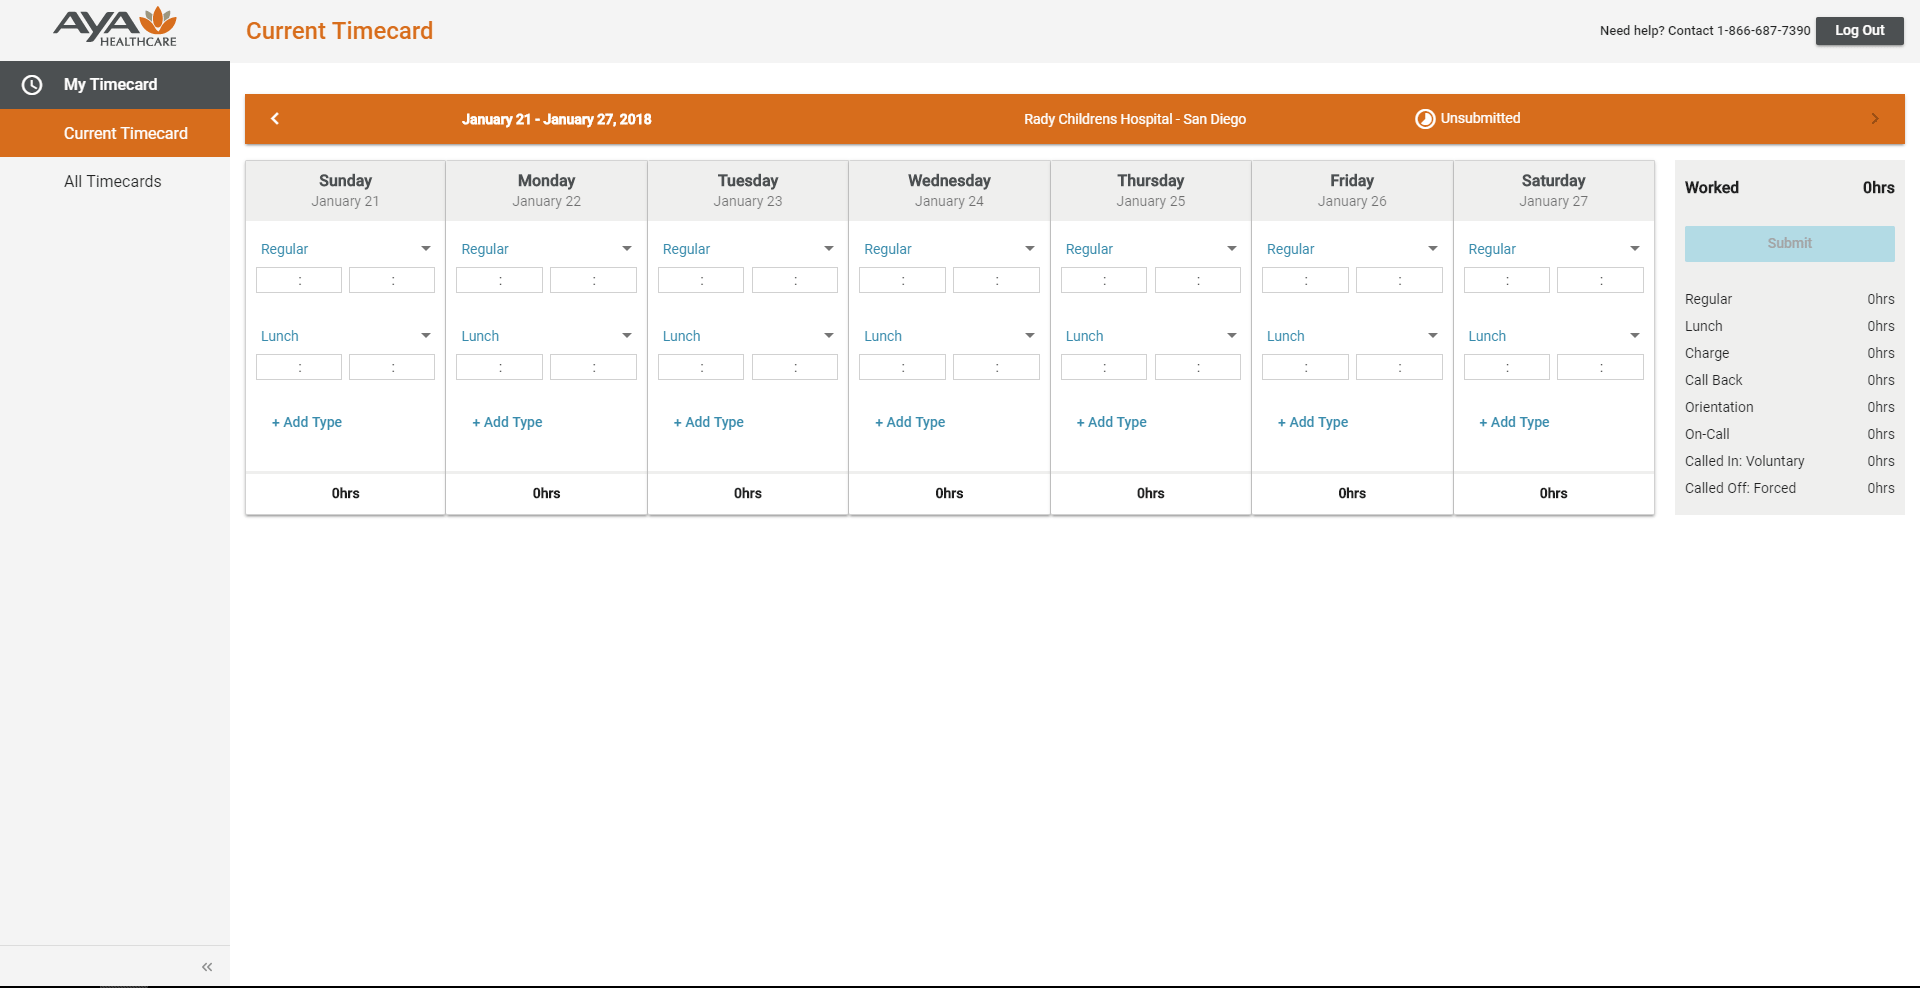 AYA HEALTHCARE
Current Timecard
Need help? Contact 1-866-687-7390
Log Out
My Timecard
Current Timecard
All Timecards
January 21 - January 27, 2018
Rady Childrens Hospital - San Diego
Unsubmitted
Sunday Monday Tuesday Wednesday Thursday Friday Saturday
January 21 January 22 January 23 January 24 January 25 January 26 January 27
Regular Regular Regular Regular Regular Regular Regular
: : : : : : : : : : : : : :
Lunch Lunch Lunch Lunch Lunch Lunch Lunch
: : : : : : : : : : : : : :
+ Add Type + Add Type + Add Type + Add Type + Add Type + Add Type + Add Type
0hrs 0hrs 0hrs 0hrs 0hrs 0hrs 0hrs
Worked 0hrs
Submit
Regular 0hrs
Lunch 0hrs
Charge 0hrs
Call Back 0hrs
Orientation 0hrs
On-Call 0hrs
Called In: Voluntary 0hrs
Called Off: Forced 0hrs